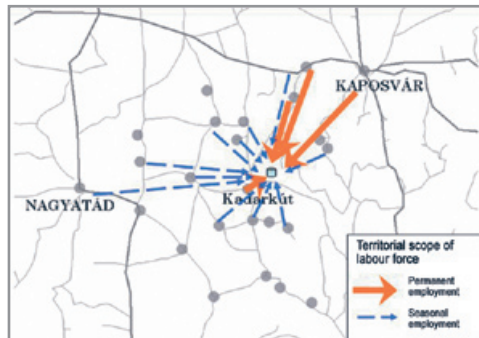 KAPOSVÁR
NAGYATÁD
Kadarkút
Territorial scope of
labour force
Permanent
employment
Seasonal
employment